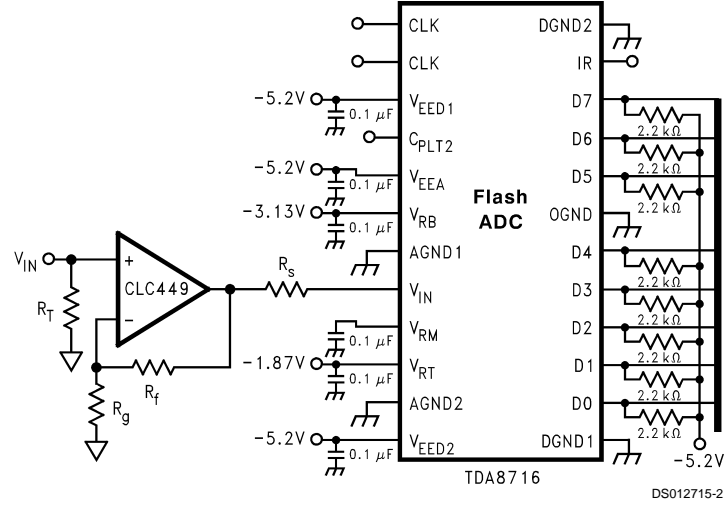 CLK
DGND2
CLK
IR
-5.2V
0.1 μF
VEED1
D7
2.2 kΩ
CPLT2
D6
2.2 kΩ
-5.2V
0.1 μF
VEEA
D5
2.2 kΩ
Flash
ADC
-3.13V
0.1 μF
VRB
OGND
AGND1
D4
2.2 kΩ
VIN
RT
+
CLC449
−
Rs
VIN
D3
2.2 kΩ
VRM
0.1 μF
D2
2.2 kΩ
Rf
Rg
-1.87V
0.1 μF
VRT
D1
2.2 kΩ
AGND2
D0
2.2 kΩ
-5.2V
0.1 μF
VEED2
DGND1
-5.2V
TDA8716
DS012715-2